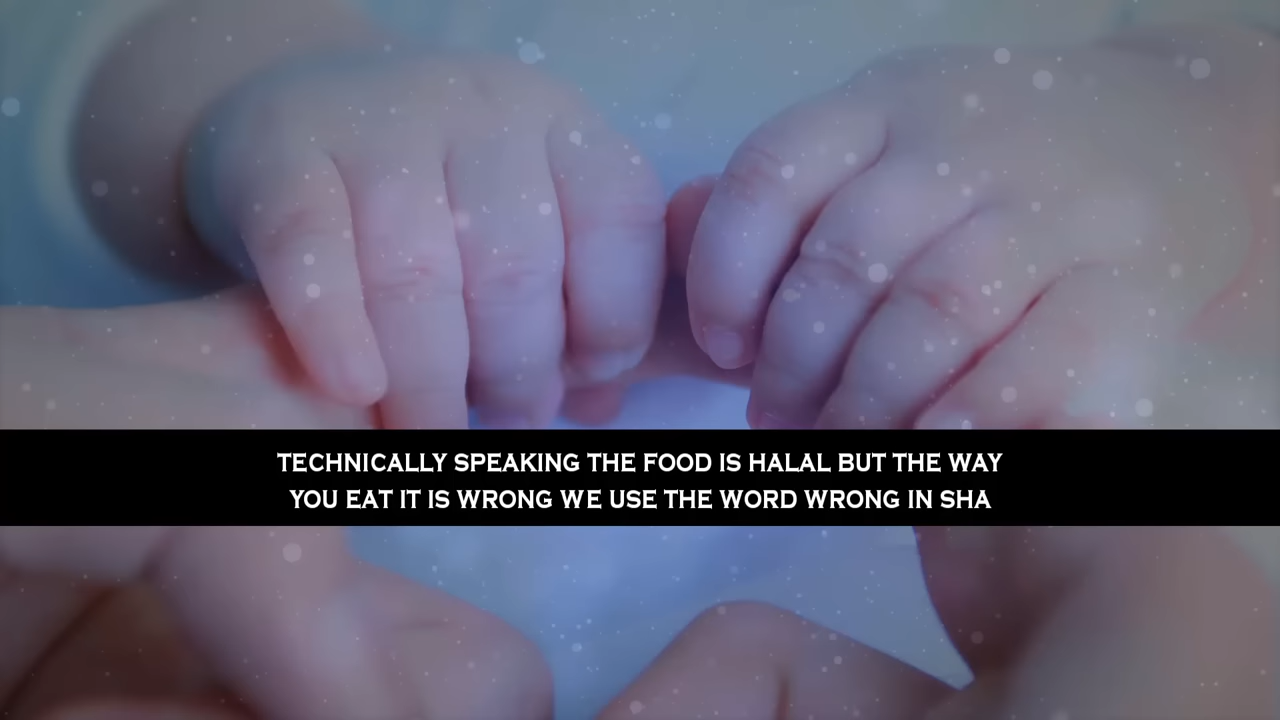 TECHNICALLY SPEAKING THE FOOD IS HALAL BUT THE WAY
YOU EAT IT IS WRONG WE USE THE WORD WRONG IN SHA